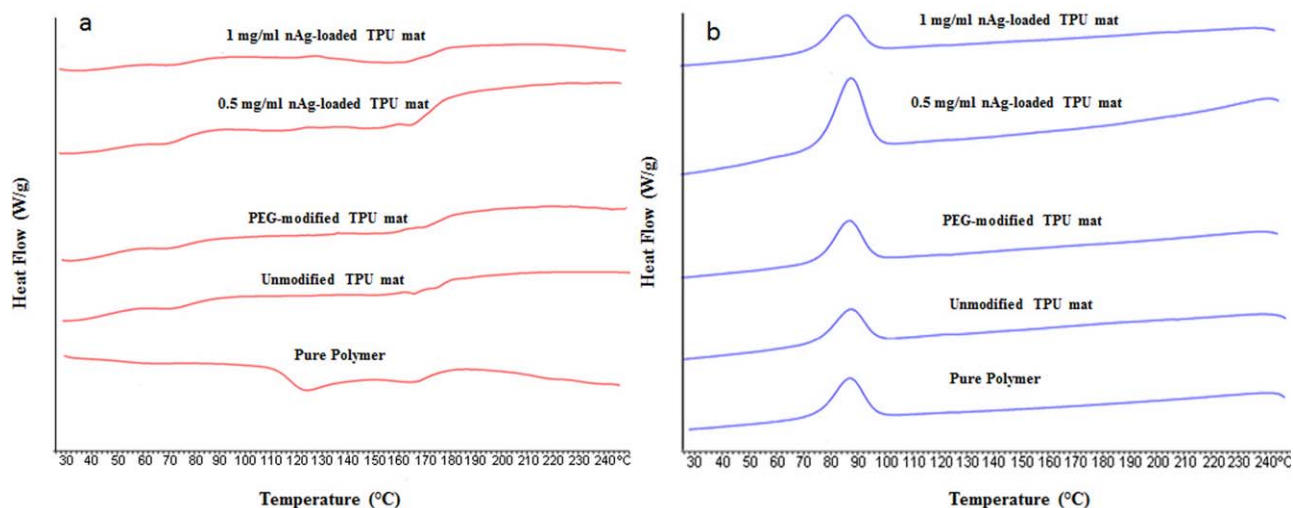 a
1 mg/ml nAg-loaded TPU mat
0.5 mg/ml nAg-loaded TPU mat
PEG-modified TPU mat
Unmodified TPU mat
Pure Polymer
Heat Flow (W/g)
30 40 50 60 70 80 90 100 110 120 130 140 150 160 170 180 190 200 210 220 230 240°C
Temperature (°C)
b
1 mg/ml nAg-loaded TPU mat
0.5 mg/ml nAg-loaded TPU mat
PEG-modified TPU mat
Unmodified TPU mat
Pure Polymer
Heat Flow (W/g)
30 40 50 60 70 80 90 100 110 120 130 140 150 160 170 180 190 200 210 220 230 240°C
Temperature (°C)